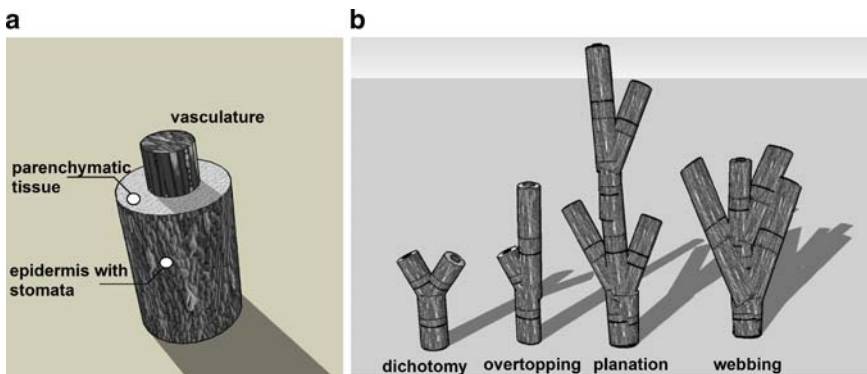 a
vasculature
parenchymatic
tissue
epidermis with
stomata
b
dichotomy overtopping planation webbing